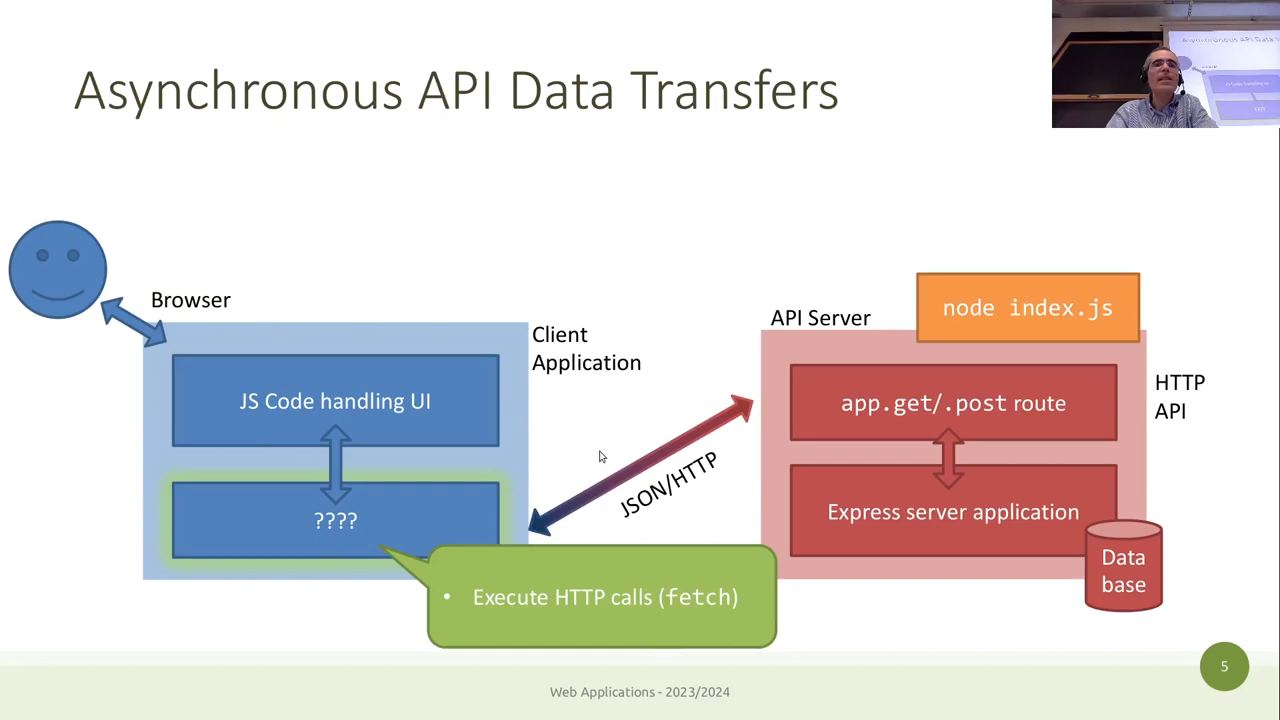 Asynchronous API Data Transfers
Browser
Client
Application
JS Code handling UI
????
• Execute HTTP calls (fetch)
JSON/HTTP
API Server
node index.js
app.get/.post route
Express server application
HTTP
API
Data
base
Web Applications - 2023/2024
5